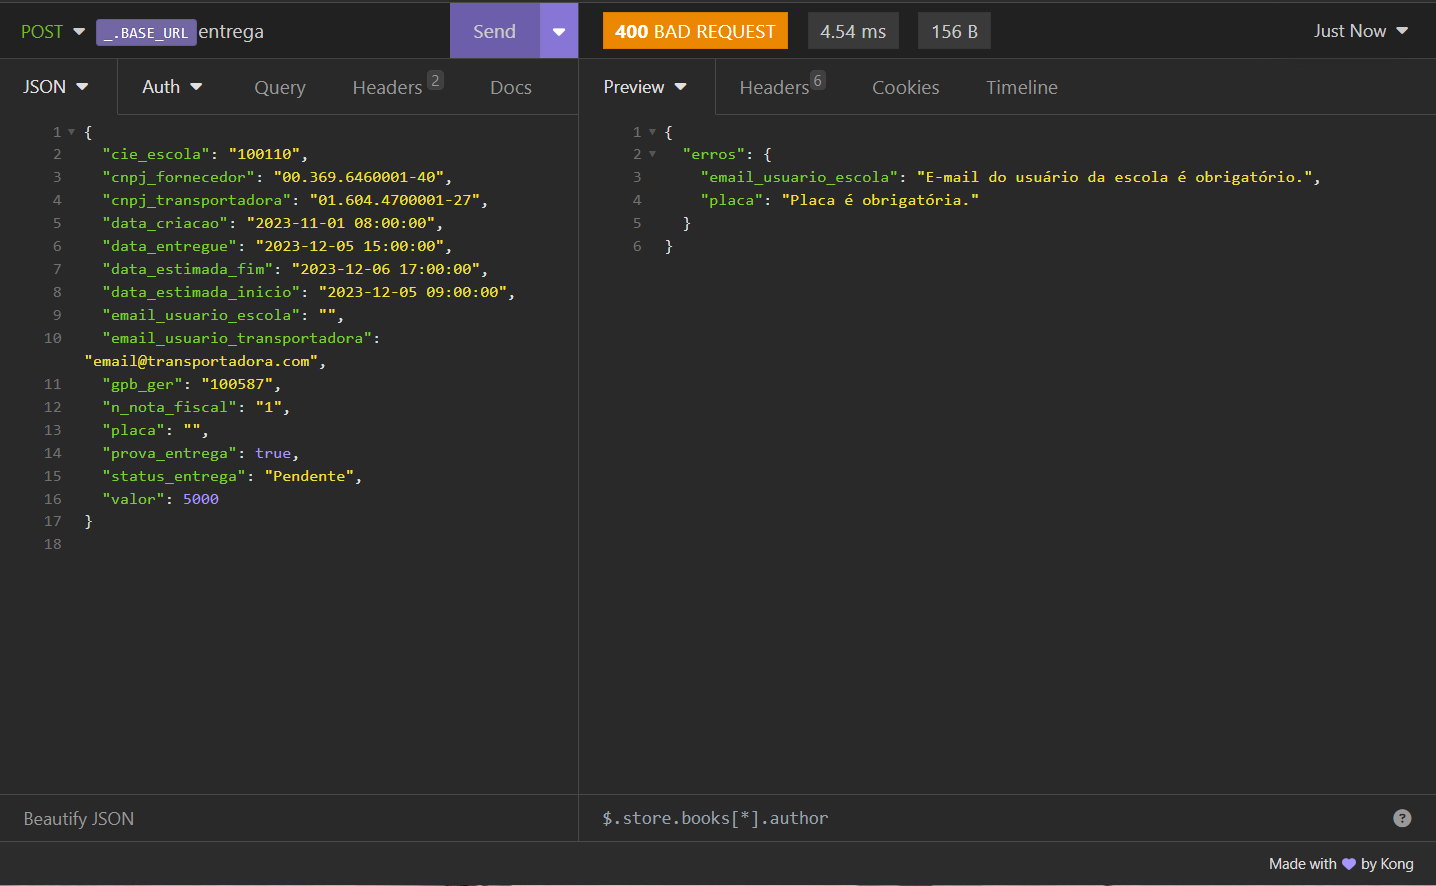 POST _.BASE_URL entrega Send 400 BAD REQUEST 4.54 ms 156 B Just Now
JSON Auth Query Headers 2 Docs
1 {
2 "cie_escola": "100110",
3 "cnpj_fornecedor": "00.369.6460001-40",
4 "cnpj_transportadora": "01.604.4700001-27",
5 "data_criacao": "2023-11-01 08:00:00",
6 "data_entregue": "2023-12-05 15:00:00",
7 "data_estimada_fim": "2023-12-06 17:00:00",
8 "data_estimada_inicio": "2023-12-05 09:00:00",
9 "email_usuario_escola": "",
10 "email_usuario_transportadora":
"email@transportadora.com",
11 "gpb_ger": "100587",
12 "n_nota_fiscal": "1",
13 "placa": "",
14 "prova_entrega": true,
15 "status_entrega": "Pendente",
16 "valor": 5000
17 }
18
Beautify JSON
Preview Headers 6 Cookies Timeline
1 {
2 "erros": {
3 "email_usuario_escola": "E-mail do usuário da escola é obrigatório.",
4 "placa": "Placa é obrigatória."
5 }
6 }
$.store.books[*].author ?
Made with 💜 by Kong